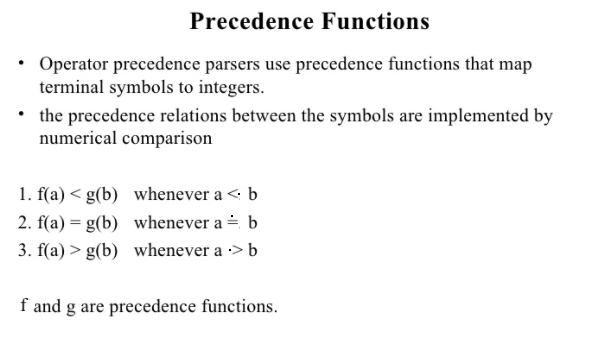 Precedence Functions
• Operator precedence parsers use precedence functions that map
terminal symbols to integers.
• the precedence relations between the symbols are implemented by
numerical comparison
1. f(a) < g(b) whenever a <· b
2. f(a) = g(b) whenever a ≐ b
3. f(a) > g(b) whenever a ·> b
f and g are precedence functions.